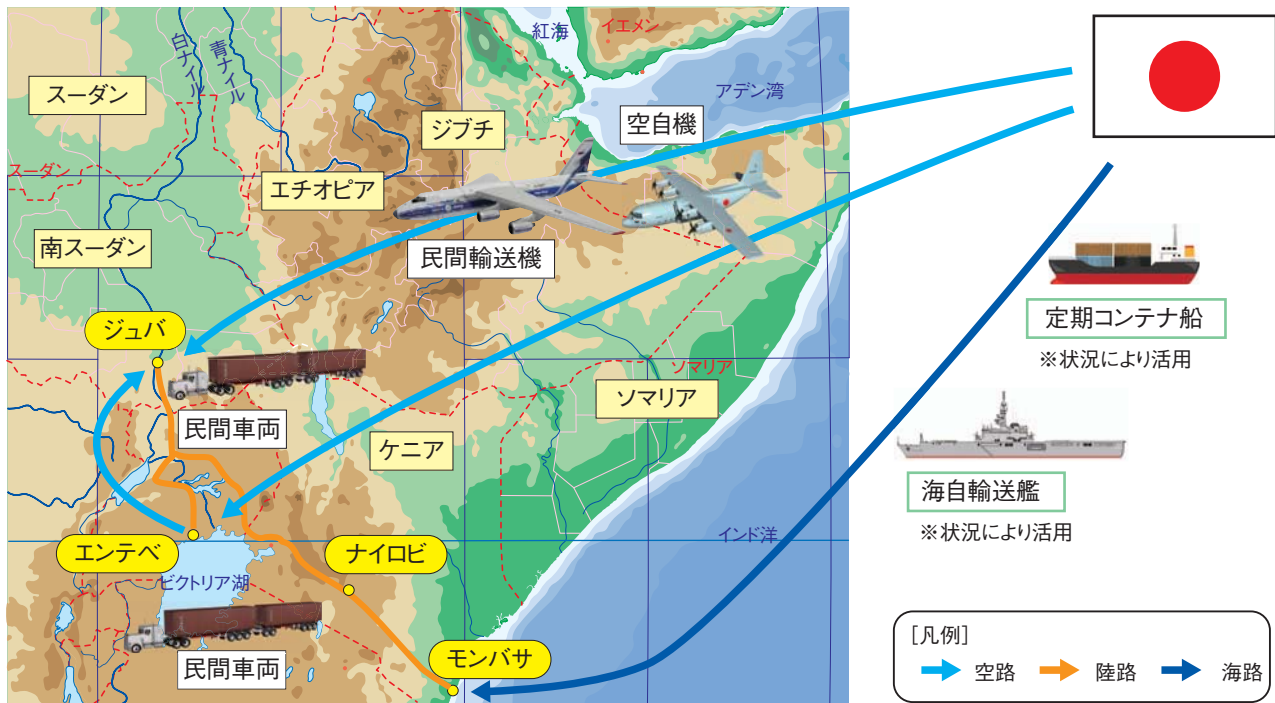 紅海
イエメン
白ナイル
青ナイル
スーダン
アデン湾
ジブチ
空自機
スーダン
エチオピア
民間輸送機
南スーダン
定期コンテナ船
※状況により活用
ジュバ
ソマリア
ソマリア
民間車両
ケニア
海自輸送艦
※状況により活用
インド洋
エンテベ
ナイロビ
ビクトリア湖
民間車両
モンバサ
[凡例]
空路 陸路 海路